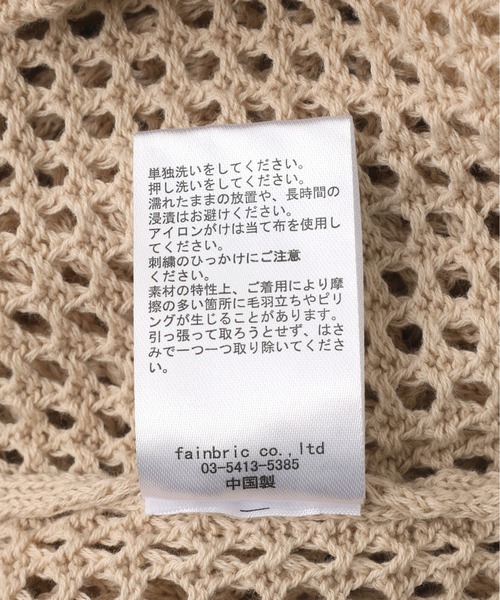 単独洗いをしてください。
押し洗いをしてください。
濡れたままの放置や、長時間の
浸漬はお避けください。
アイロンがけは当て布を使用し
てください。
刺繍のひっかけにご注意
ください。
素材の特性上、ご着用により摩
擦の多い箇所に毛羽立ちやピリ
ングが生じることがあります。
引っ張って取ろうとせず、はさ
みで一つ一つ取り除いてくださ
い。
fainbric co.,ltd
03-5413-5385
中国製